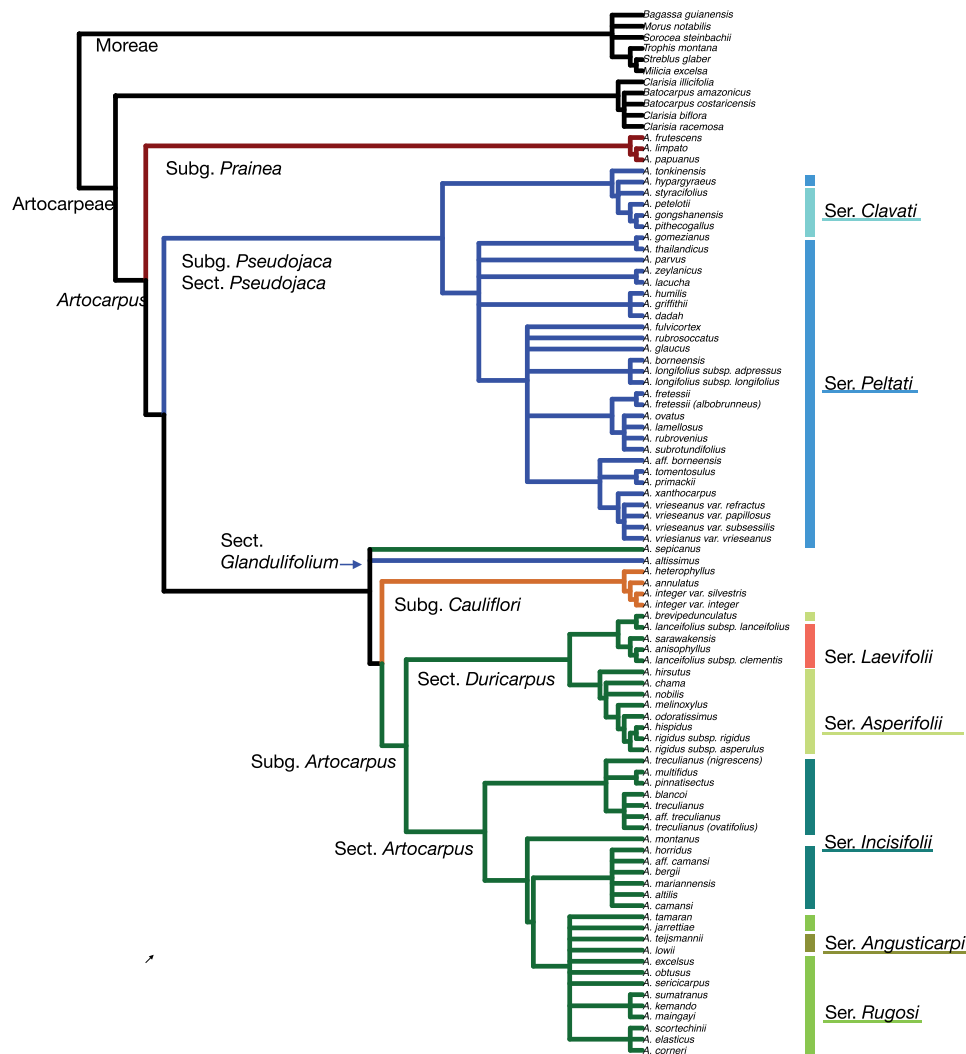 Bagassa guianensis
Morus notabilis
Sorocea steinbachii
Trophis montana
Streblus glaber
Milicia excelsa
Moreae
Clarisia illicifolia
Batocarpus amazonicus
Batocarpus costaricensis
Clarisia biflora
Clarisia racemosa
A. frutescens
A. limpato
A. papuanus
Subg. Prainea
Artocarpeae
Artocarpus
A. tonkinensis
A. hypargyraeus
A. styracifolius
A. petelotii
A. gongshanensis
A. pithecogallus
Ser. Clavati
Subg. Pseudojaca
Sect. Pseudojaca
A. gomezianus
A. thailandicus
A. parvus
A. zeylanicus
A. lacucha
A. humilis
A. griffithii
A. dadah
A. fulvicortex
A. rubrosoccatus
A. glaucus
A. borneensis
A. longifolius subsp. adpressus
A. longifolius subsp. longifolius
A. fretessii
A. fretessii (albobrunneus)
A. ovatus
A. lamellosus
A. rubrovenius
A. subrotundifolius
A. aff. borneensis
A. tomentosulus
A. primackii
A. xanthocarpus
A. vrieseanus var. refractus
A. vrieseanus var. papillosus
A. vrieseanus var. subsessilis
A. vriesianus var. vrieseanus
Ser. Peltati
Sect.
Glandulifolium
A. sepicanus
A. altissimus
A. heterophyllus
A. annulatus
A. integer var. silvestris
A. integer var. integer
Subg. Cauliflori
A. brevipedunculatus
A. lanceifolius subsp. lanceifolius
A. sarawakensis
A. anisophyllus
A. lanceifolius subsp. clementis
Ser. Laevifolii
Sect. Duricarpus
A. hirsutus
A. chama
A. nobilis
A. melinoxylus
A. odoratissimus
A. hispidus
A. rigidus subsp. rigidus
A. rigidus subsp. asperulus
Ser. Asperifolii
Subg. Artocarpus
A. treculianus (nigrescens)
A. multifidus
A. pinnatisectus
A. blancoi
A. treculianus
A. aff. treculianus
A. treculianus (ovatifolius)
Sect. Artocarpus
A. montanus
A. horridus
A. aff. camansi
A. bergii
A. mariannensis
A. altilis
A. camansi
Ser. Incisifolii
A. tamaran
A. jarrettiae
A. teijsmannii
A. lowii
Ser. Angusticarpi
A. excelsus
A. obtusus
A. sericicarpus
A. sumatranus
A. kemando
A. maingayi
A. scortechinii
A. elasticus
A. corneri
Ser. Rugosi